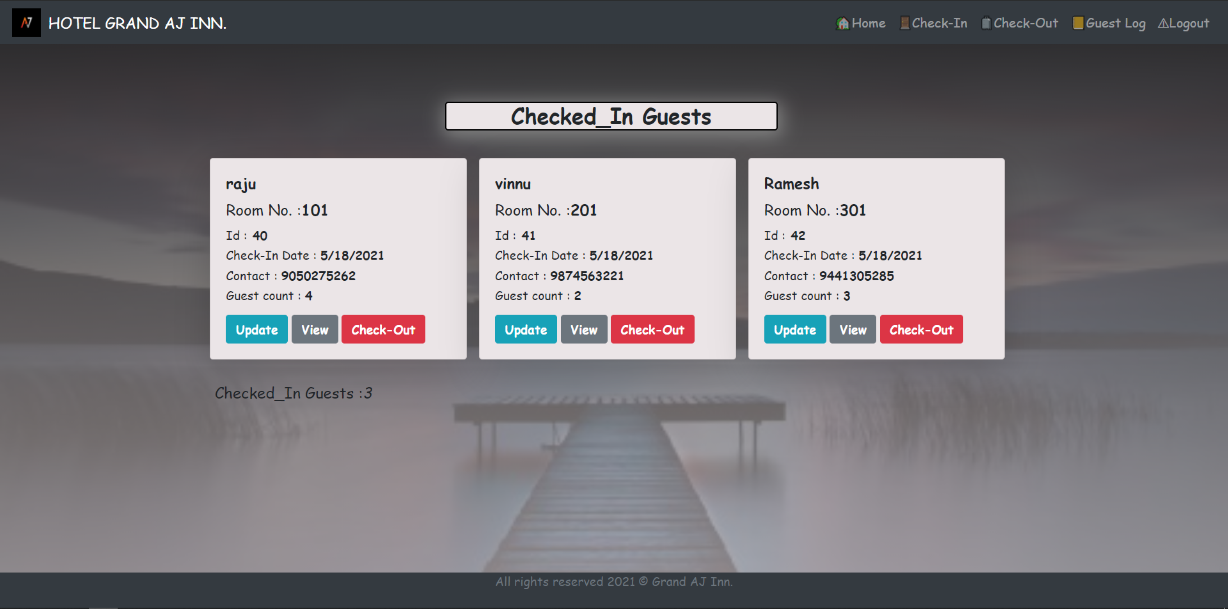 AJ HOTEL GRAND AJ INN.
Home Check-In Check-Out Guest Log Logout
Checked_In Guests
raju
Room No. :101
Id : 40
Check-In Date : 5/18/2021
Contact : 9050275262
Guest count : 4
Update View Check-Out
vinnu
Room No. :201
Id : 41
Check-In Date : 5/18/2021
Contact : 9874563221
Guest count : 2
Update View Check-Out
Ramesh
Room No. :301
Id : 42
Check-In Date : 5/18/2021
Contact : 9441305285
Guest count : 3
Update View Check-Out
Checked_In Guests :3
All rights reserved 2021 © Grand AJ Inn.